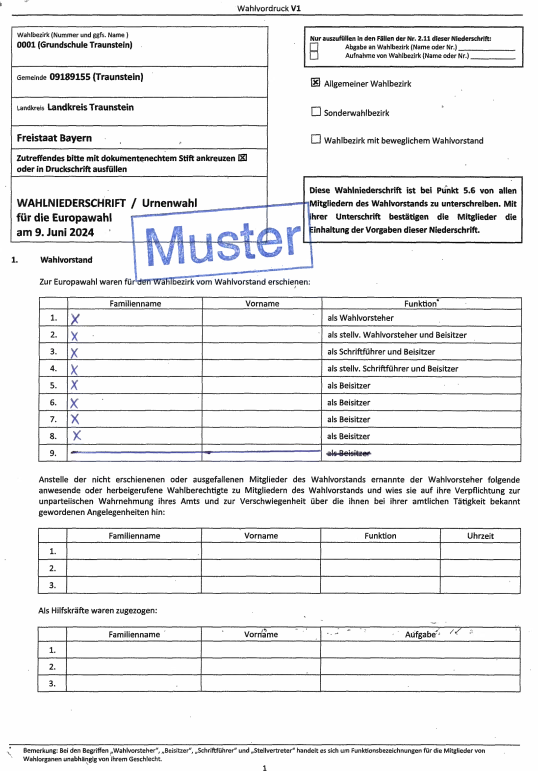 Wahlvordruck V1
Wahlbezirk (Nummer und ggfs. Name )
0001 (Grundschule Traunstein)
Gemeinde 09189155 (Traunstein)
Landkreis Landkreis Traunstein
Freistaat Bayern
Zutreffendes bitte mit dokumentenechtem Stift ankreuzen ☒
oder in Druckschrift ausfüllen
WAHLNIEDERSCHRIFT / Urnenwahl
für die Europawahl
am 9. Juni 2024
Nur auszufüllen in den Fällen der Nr. 2.11 dieser Niederschrift:
☐ Abgabe an Wahlbezirk (Name oder Nr.) ____________
☐ Aufnahme von Wahlbezirk (Name oder Nr.) ____________
☒ Allgemeiner Wahlbezirk
☐ Sonderwahlbezirk
☐ Wahlbezirk mit beweglichem Wahlvorstand
Diese Wahlniederschrift ist bei Punkt 5.6 von allen
Mitgliedern des Wahlvorstands zu unterschreiben. Mit
ihrer Unterschrift bestätigen die Mitglieder die
Einhaltung der Vorgaben dieser Niederschrift.
Muster
1. Wahlvorstand
Zur Europawahl waren für den Wahlbezirk vom Wahlvorstand erschienen:
Familienname Vorname Funktion*
1. X als Wahlvorsteher
2. X als stellv. Wahlvorsteher und Beisitzer
3. X als Schriftführer und Beisitzer
4. X als stellv. Schriftführer und Beisitzer
5. X als Beisitzer
6. X als Beisitzer
7. X als Beisitzer
8. X als Beisitzer
9. als Beisitzer
Anstelle der nicht erschienenen oder ausgefallenen Mitglieder des Wahlvorstands ernannte der Wahlvorsteher folgende
anwesende oder herbeigerufene Wahlberechtigte zu Mitgliedern des Wahlvorstands und wies sie auf ihre Verpflichtung zur
unparteiischen Wahrnehmung ihres Amts und zur Verschwiegenheit über die ihnen bei ihrer amtlichen Tätigkeit bekannt
gewordenen Angelegenheiten hin:
Familienname Vorname Funktion Uhrzeit
1.
2.
3.
Als Hilfskräfte waren zugezogen:
Familienname Vorname Aufgabe
1.
2.
3.
Bemerkung: Bei den Begriffen „Wahlvorsteher“, „Beisitzer“, „Schriftführer“ und „Stellvertreter“ handelt es sich um Funktionsbezeichnungen für die Mitglieder von
Wahlorganen unabhängig von ihrem Geschlecht.
1